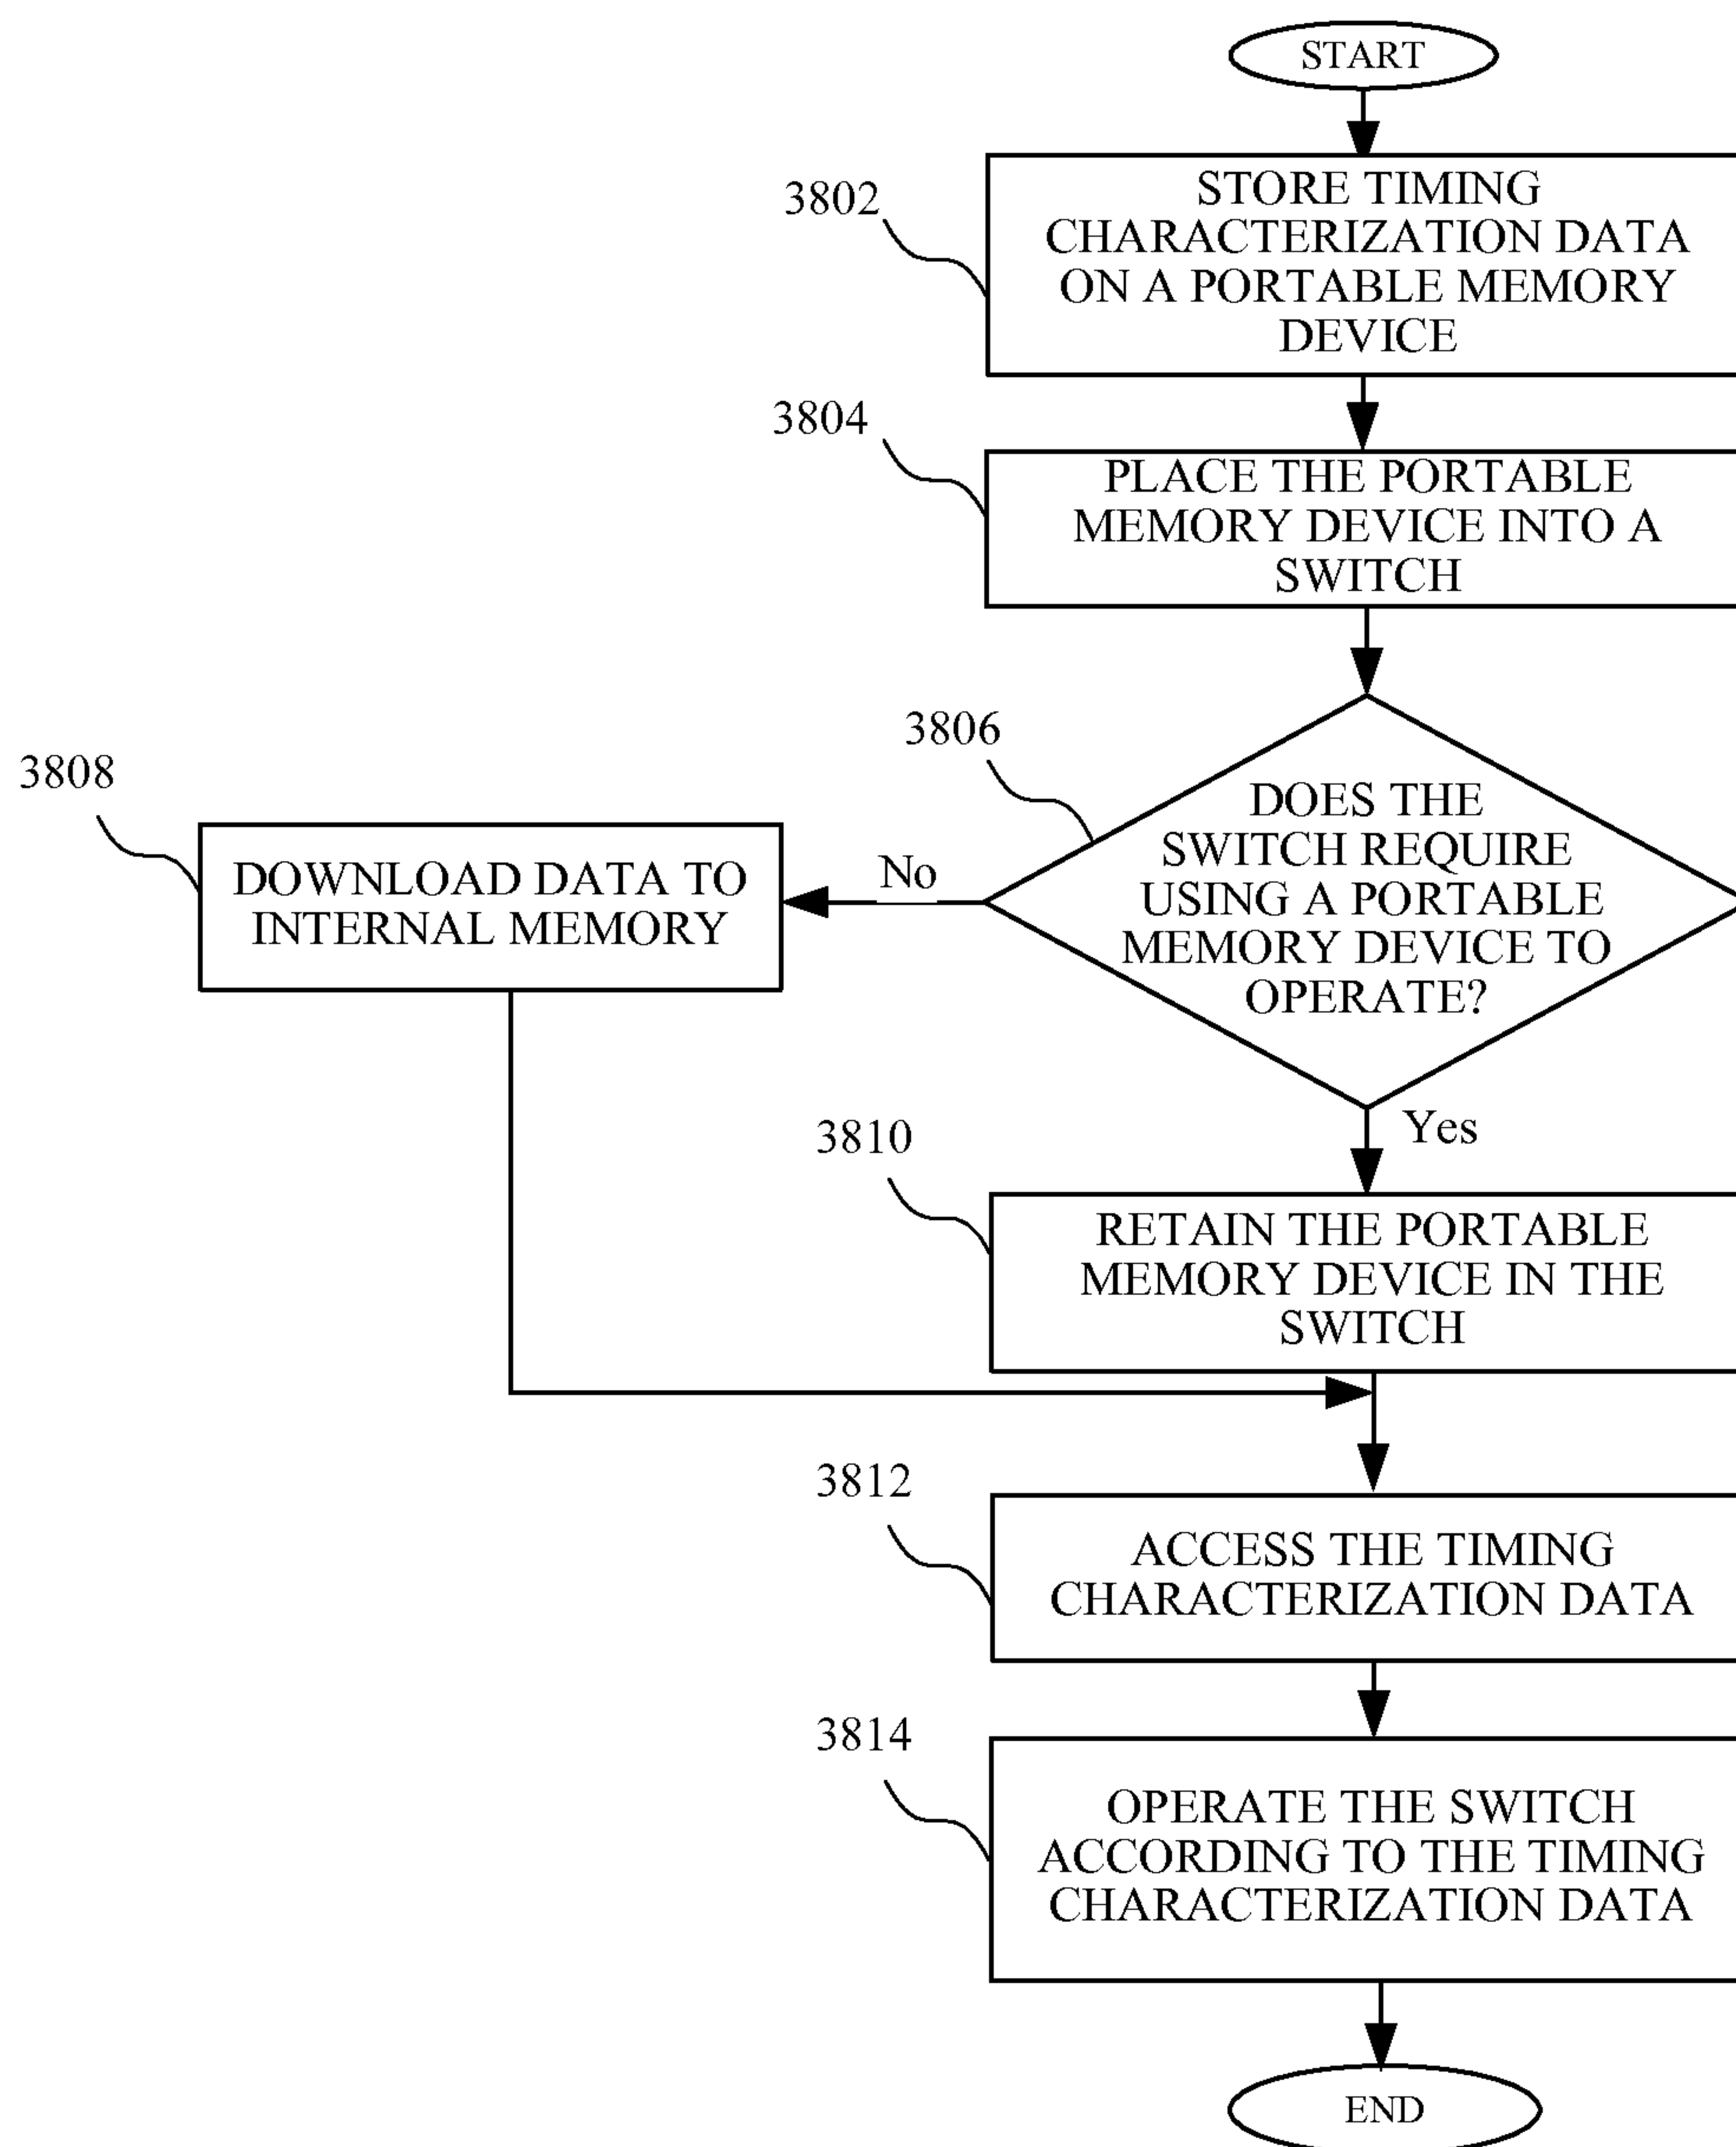 START
3802
STORE TIMING
CHARACTERIZATION DATA
ON A PORTABLE MEMORY
DEVICE
3804
PLACE THE PORTABLE
MEMORY DEVICE INTO A
SWITCH
3806
DOES THE
SWITCH REQUIRE
USING A PORTABLE
MEMORY DEVICE TO
OPERATE?
No
3808
DOWNLOAD DATA TO
INTERNAL MEMORY
Yes
3810
RETAIN THE PORTABLE
MEMORY DEVICE IN THE
SWITCH
3812
ACCESS THE TIMING
CHARACTERIZATION DATA
3814
OPERATE THE SWITCH
ACCORDING TO THE TIMING
CHARACTERIZATION DATA
END